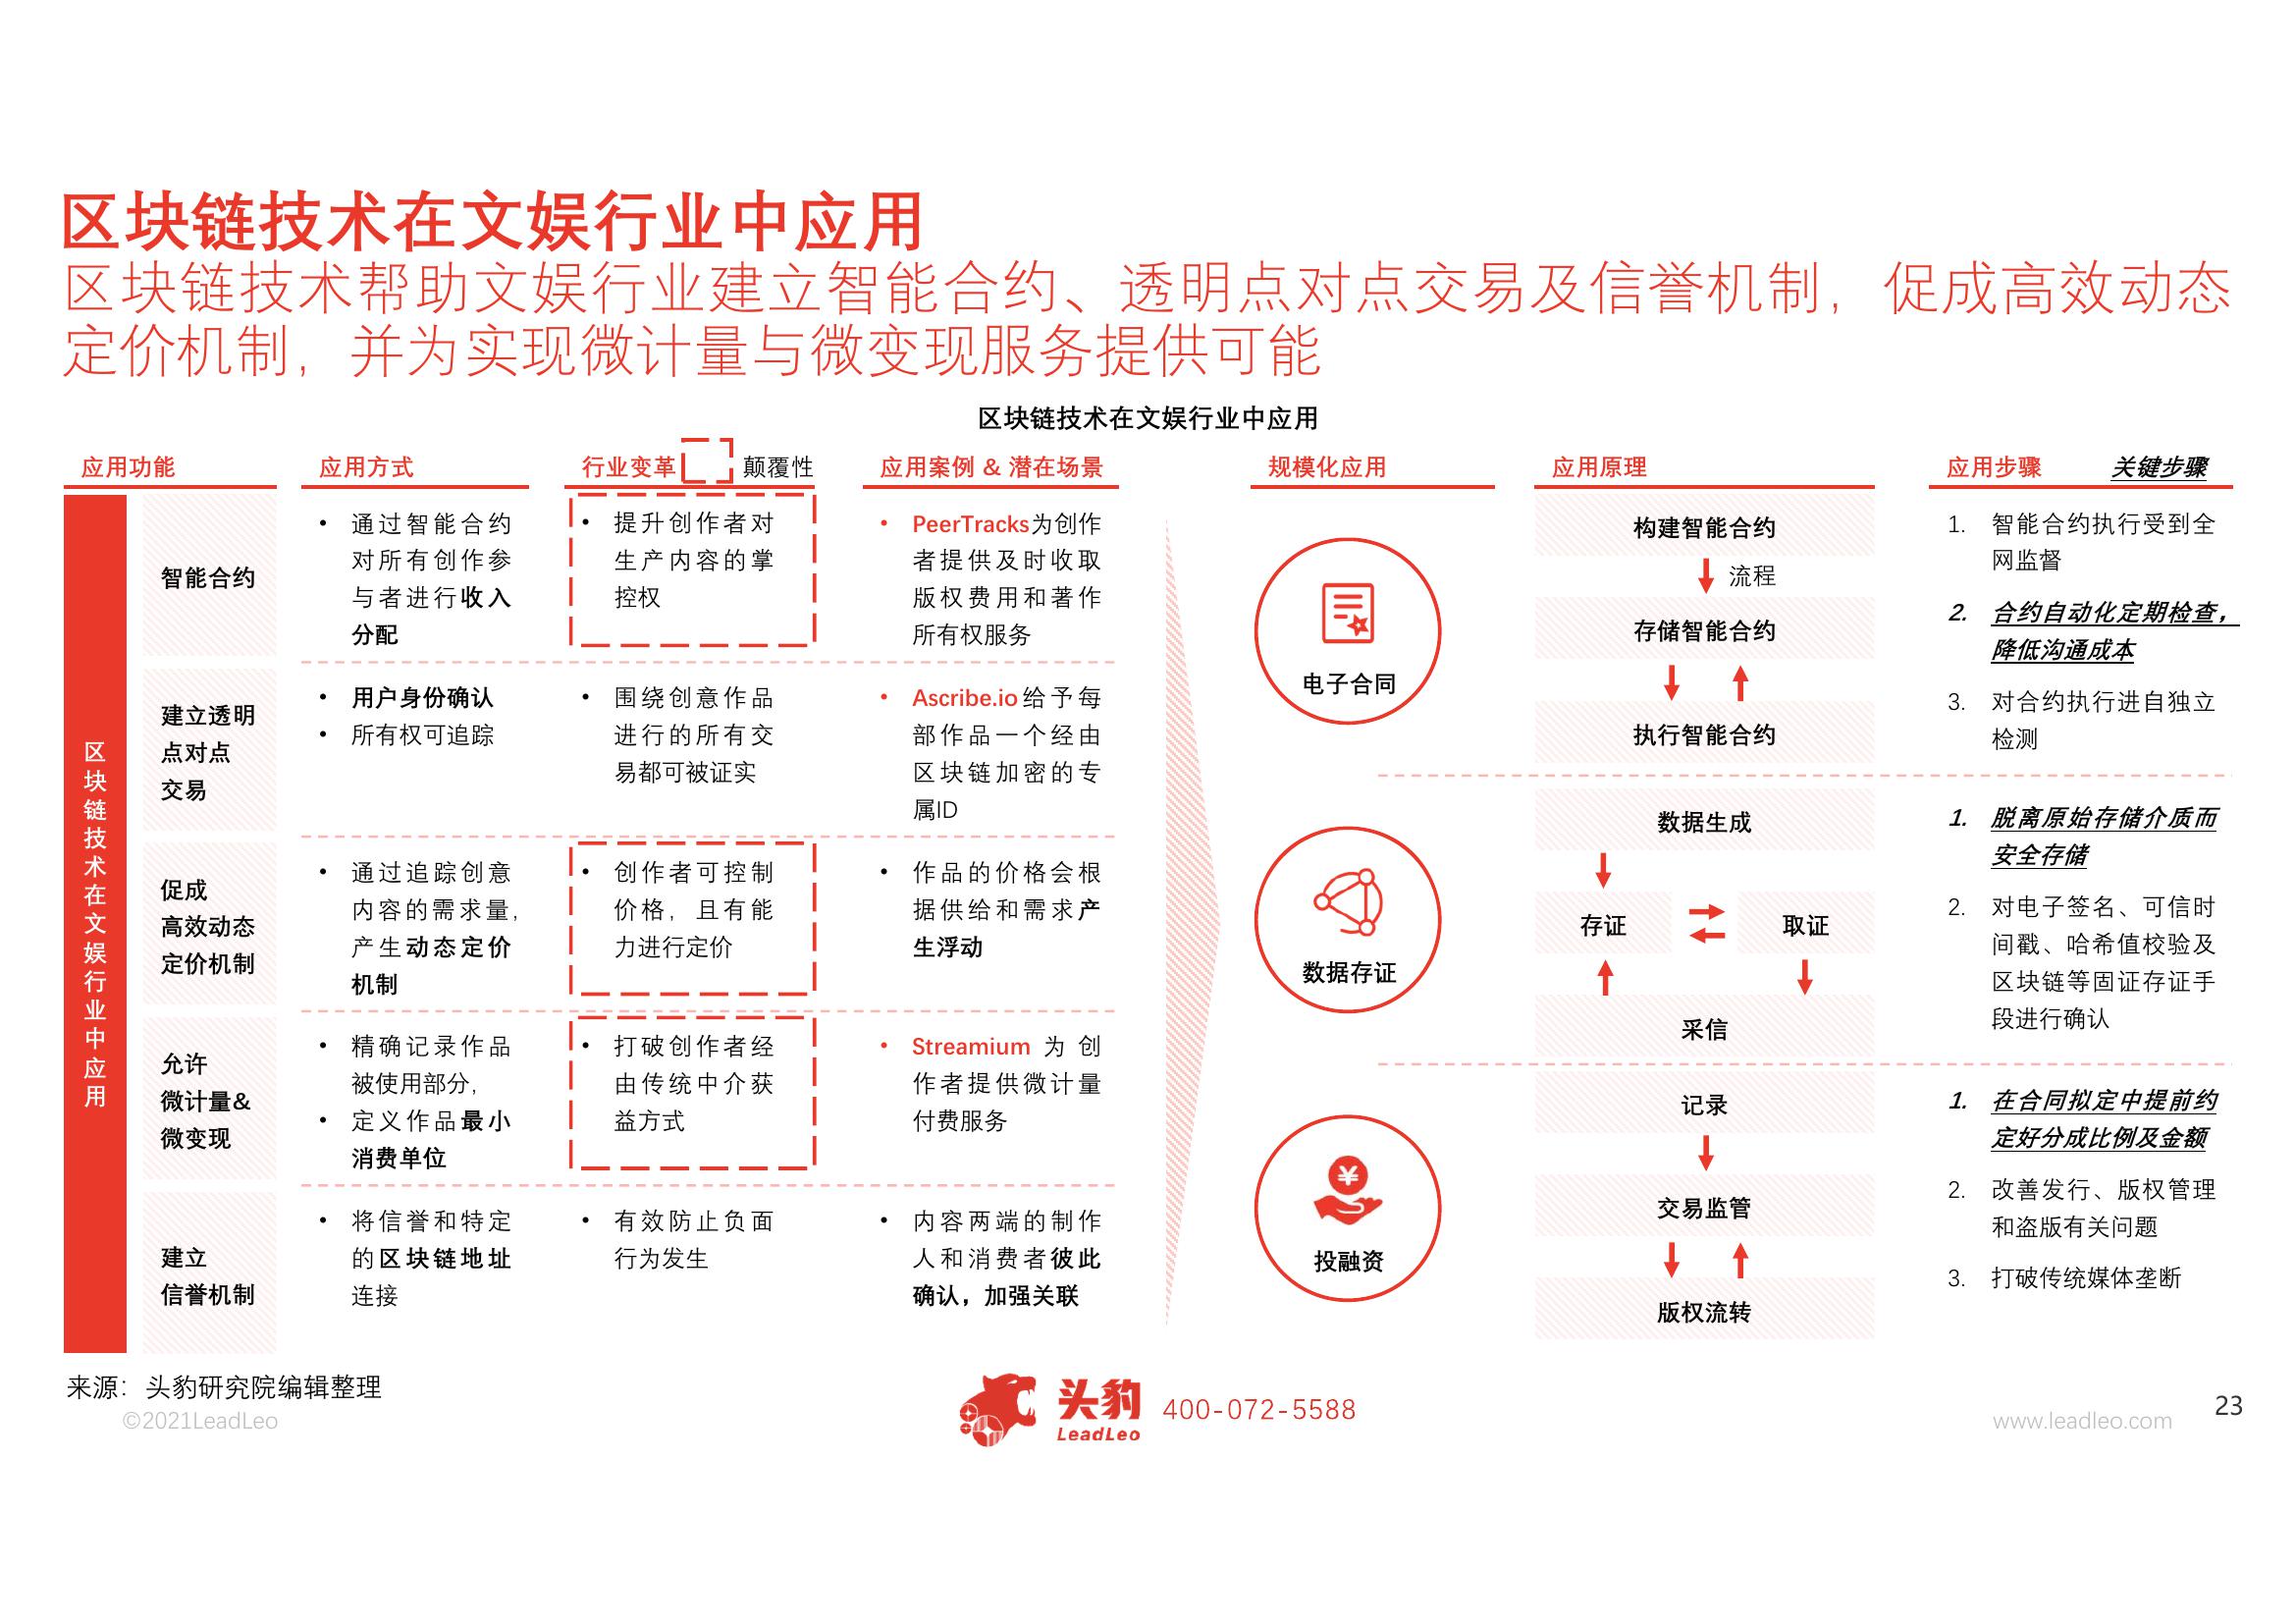 区块链技术在文娱行业中应用
区块链技术帮助文娱行业建立智能合约、透明点对点交易及信誉机制，促成高效动态
定价机制，并为实现微计量与微变现服务提供可能
区块链技术在文娱行业中应用
应用功能
应用方式
行业变革
颠覆性
应用案例 & 潜在场景
规模化应用
应用原理
应用步骤
关键步骤
区块链技术在文娱行业中应用
智能合约
• 通过智能合约
对所有创作参
与者进行收入
分配
• 提升创作者对
生产内容的掌
控权
• PeerTracks为创作
者提供及时收取
版权费用和著作
所有权服务
建立透明
点对点
交易
• 用户身份确认
• 所有权可追踪
• 围绕创意作品
进行的所有交
易都可被证实
• Ascribe.io给予每
部作品一个经由
区块链加密的专
属ID
促成
高效动态
定价机制
• 通过追踪创意
内容的需求量，
产生动态定价
机制
• 创作者可控制
价格，且有能
力进行定价
• 作品的价格会根
据供给和需求产
生浮动
允许
微计量&
微变现
• 精确记录作品
被使用部分，
• 定义作品最小
消费单位
• 打破创作者经
由传统中介获
益方式
• Streamium 为创
作者提供微计量
付费服务
建立
信誉机制
• 将信誉和特定
的区块链地址
连接
• 有效防止负面
行为发生
• 内容两端的制作
人和消费者彼此
确认，加强关联
电子合同
构建智能合约
流程
存储智能合约
执行智能合约
1. 智能合约执行受到全
网监督
2. 合约自动化定期检查，
降低沟通成本
3. 对合约执行进自独立
检测
数据存证
数据生成
存证
取证
采信
1. 脱离原始存储介质而
安全存储
2. 对电子签名、可信时
间戳、哈希值校验及
区块链等固证存证手
段进行确认
投融资
记录
交易监管
版权流转
1. 在合同拟定中提前约
定好分成比例及金额
2. 改善发行、版权管理
和盗版有关问题
3. 打破传统媒体垄断
来源：头豹研究院编辑整理
©2021LeadLeo
头豹
LeadLeo
400-072-5588
www.leadleo.com
23